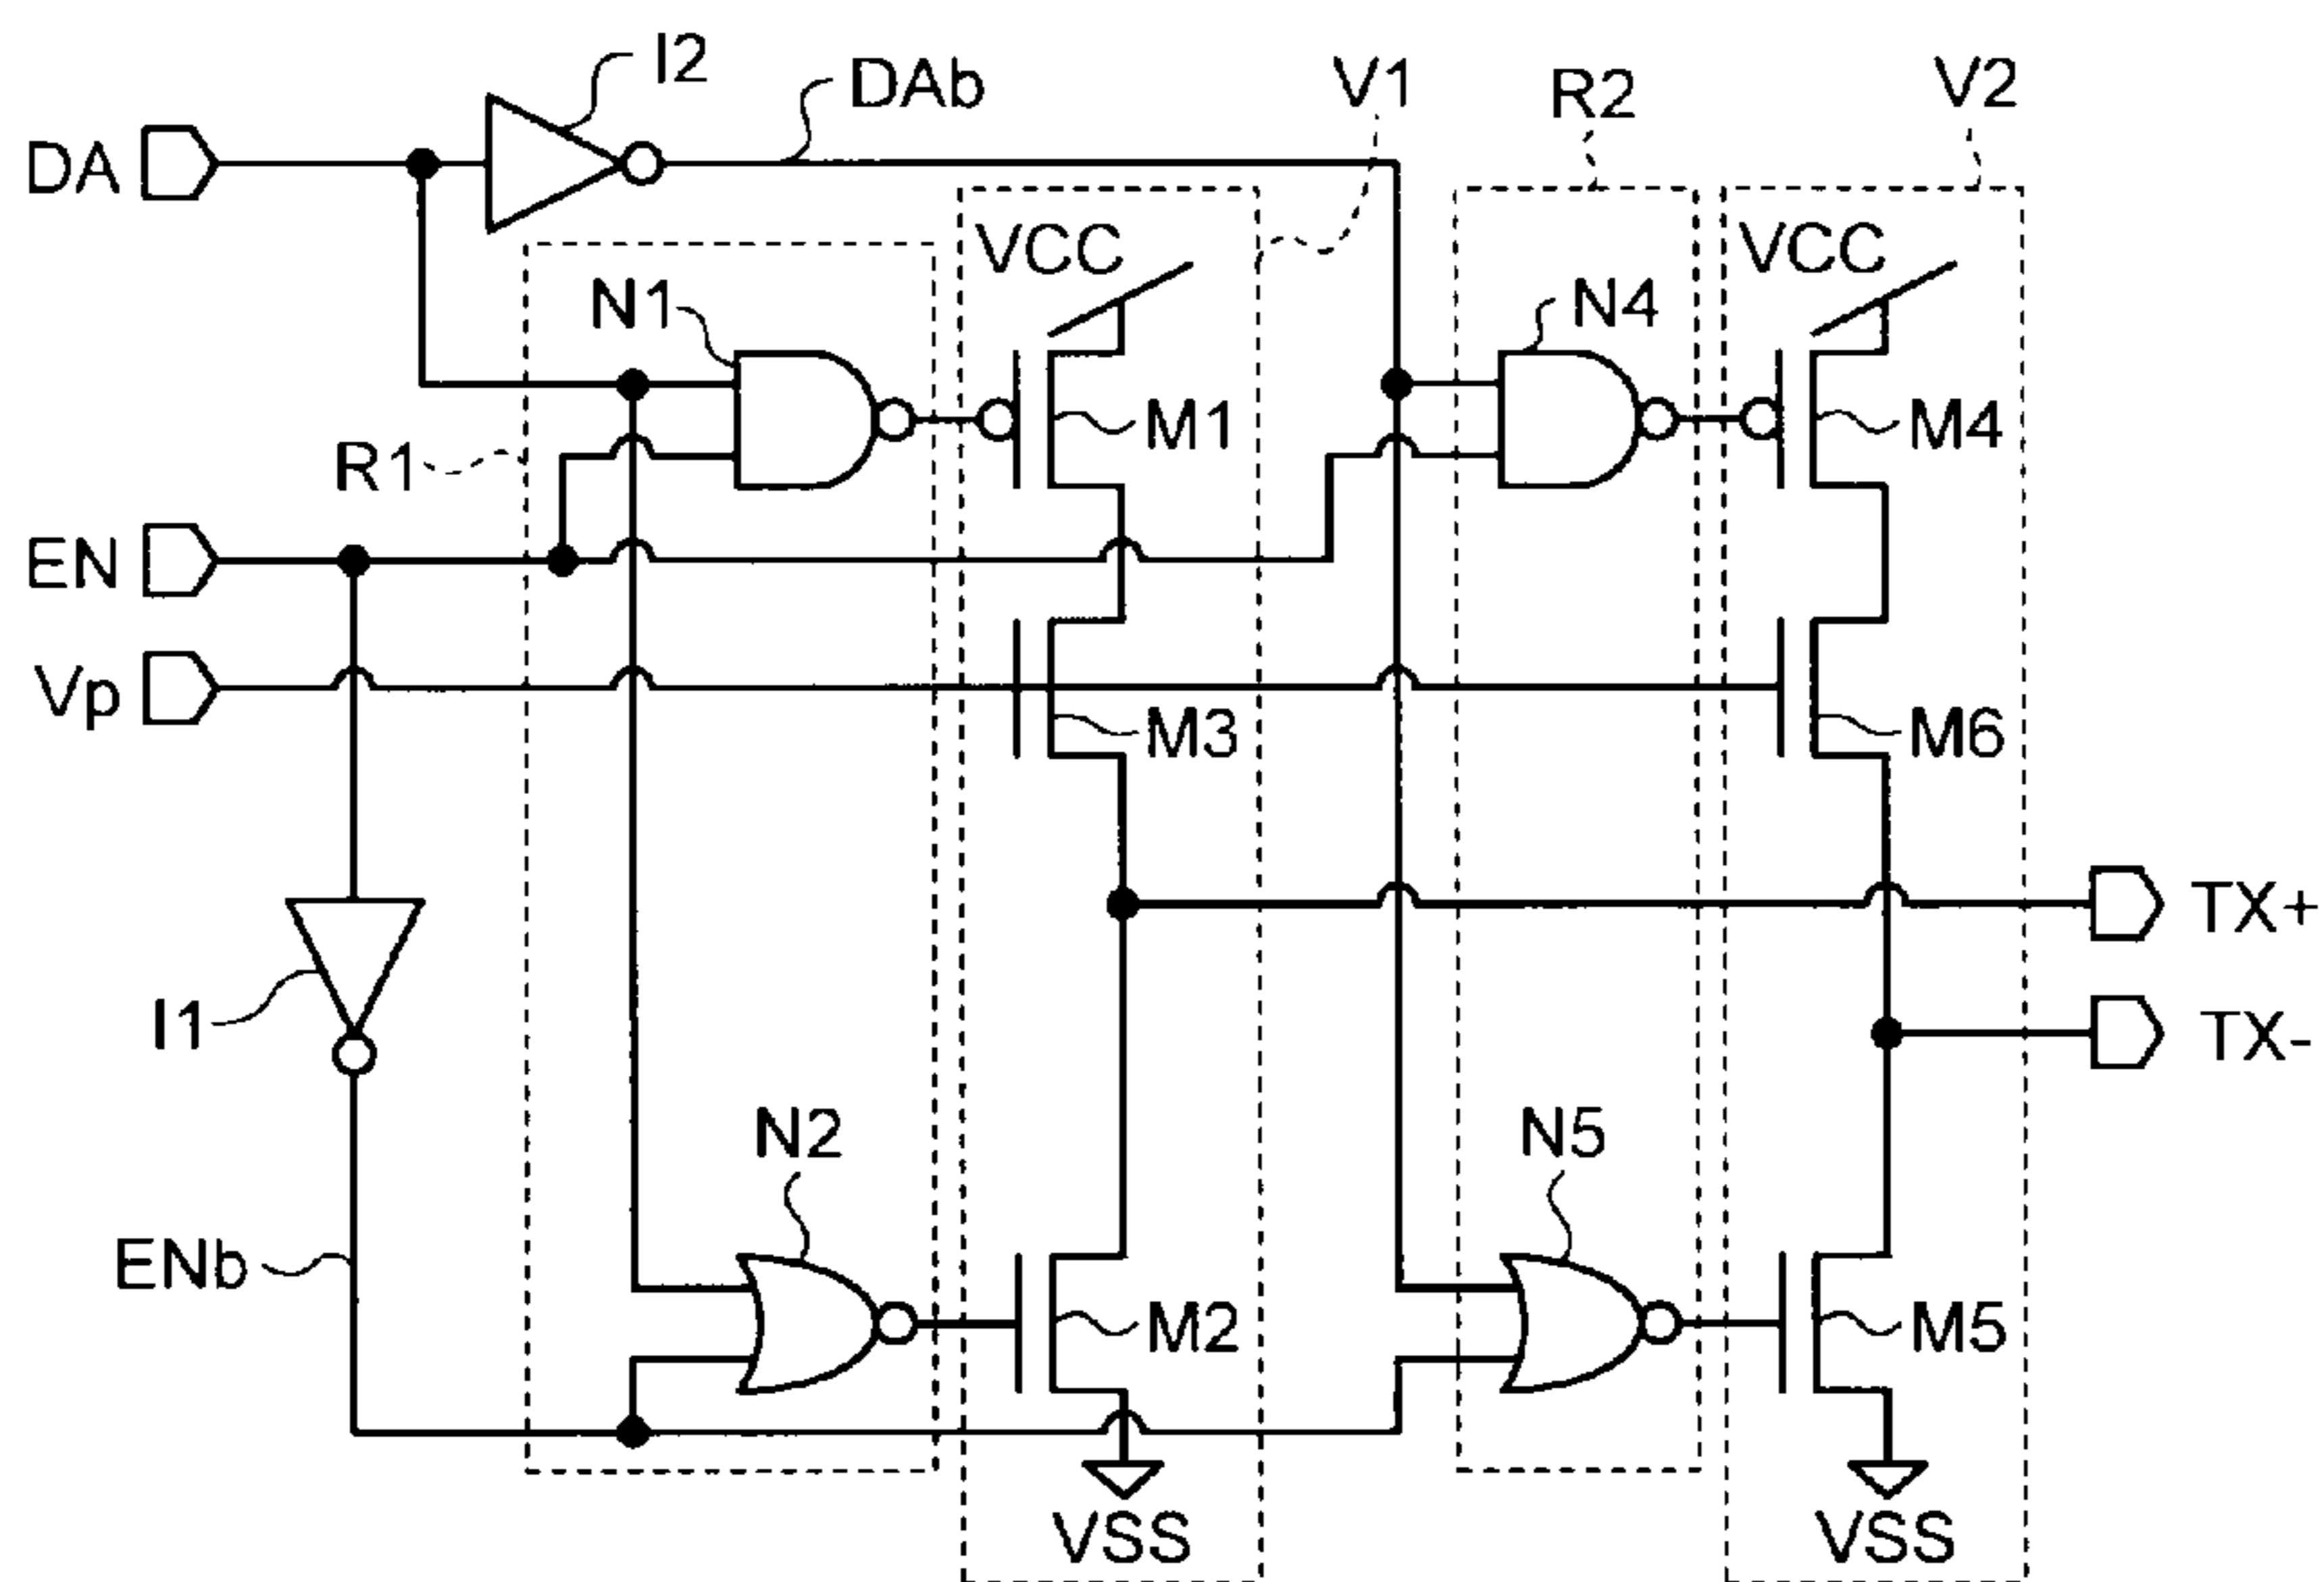 I2
DAb
V1
R2
V2
DA
VCC
VCC
N1
N4
M1
M4
R1
EN
Vp
M3
M6
TX+
I1
TX-
N2
N5
ENb
M2
M5
VSS
VSS